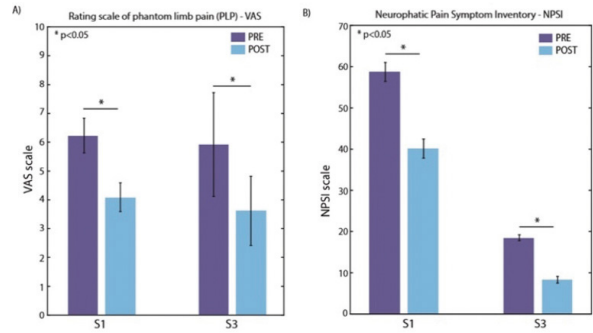 A)
Rating scale of phantom limb pain (PLP) - VAS
* p<0.05
PRE
POST
10
9
8
7
6
5
4
3
2
1
0
VAS scale
*
*
S1
S3
B)
Neurophatic Pain Symptom Inventory - NPSI
* p<0.05
PRE
POST
70
60
50
40
30
20
10
0
NPSI scale
*
*
S1
S3